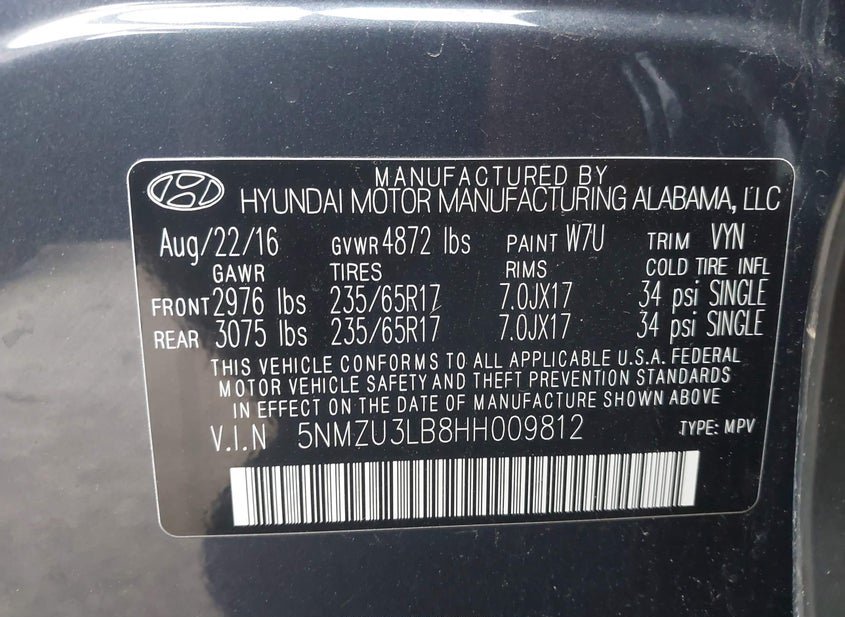 MANUFACTURED BY
HYUNDAI MOTOR MANUFACTURING ALABAMA, LLC
Aug/22/16 GVWR 4872 lbs PAINT W7U TRIM VYN
GAWR TIRES RIMS COLD TIRE INFL
FRONT 2976 lbs 235/65R17 7.0JX17 34 psi SINGLE
REAR 3075 lbs 235/65R17 7.0JX17 34 psi SINGLE
THIS VEHICLE CONFORMS TO ALL APPLICABLE U.S.A. FEDERAL
MOTOR VEHICLE SAFETY AND THEFT PREVENTION STANDARDS
IN EFFECT ON THE DATE OF MANUFACTURE SHOWN ABOVE
V.I.N 5NMZU3LB8HH009812 TYPE: MPV